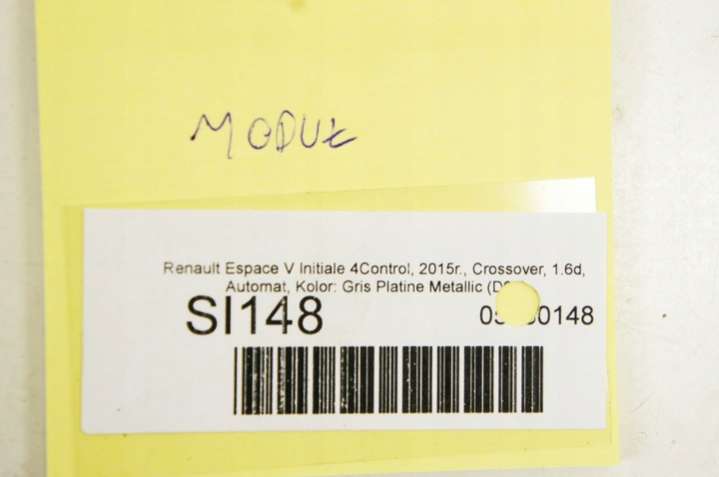 MODUŁ
Renault Espace V Initiale 4Control, 2015r., Crossover, 1.6d,
Automat, Kolor: Gris Platine Metallic
SI148